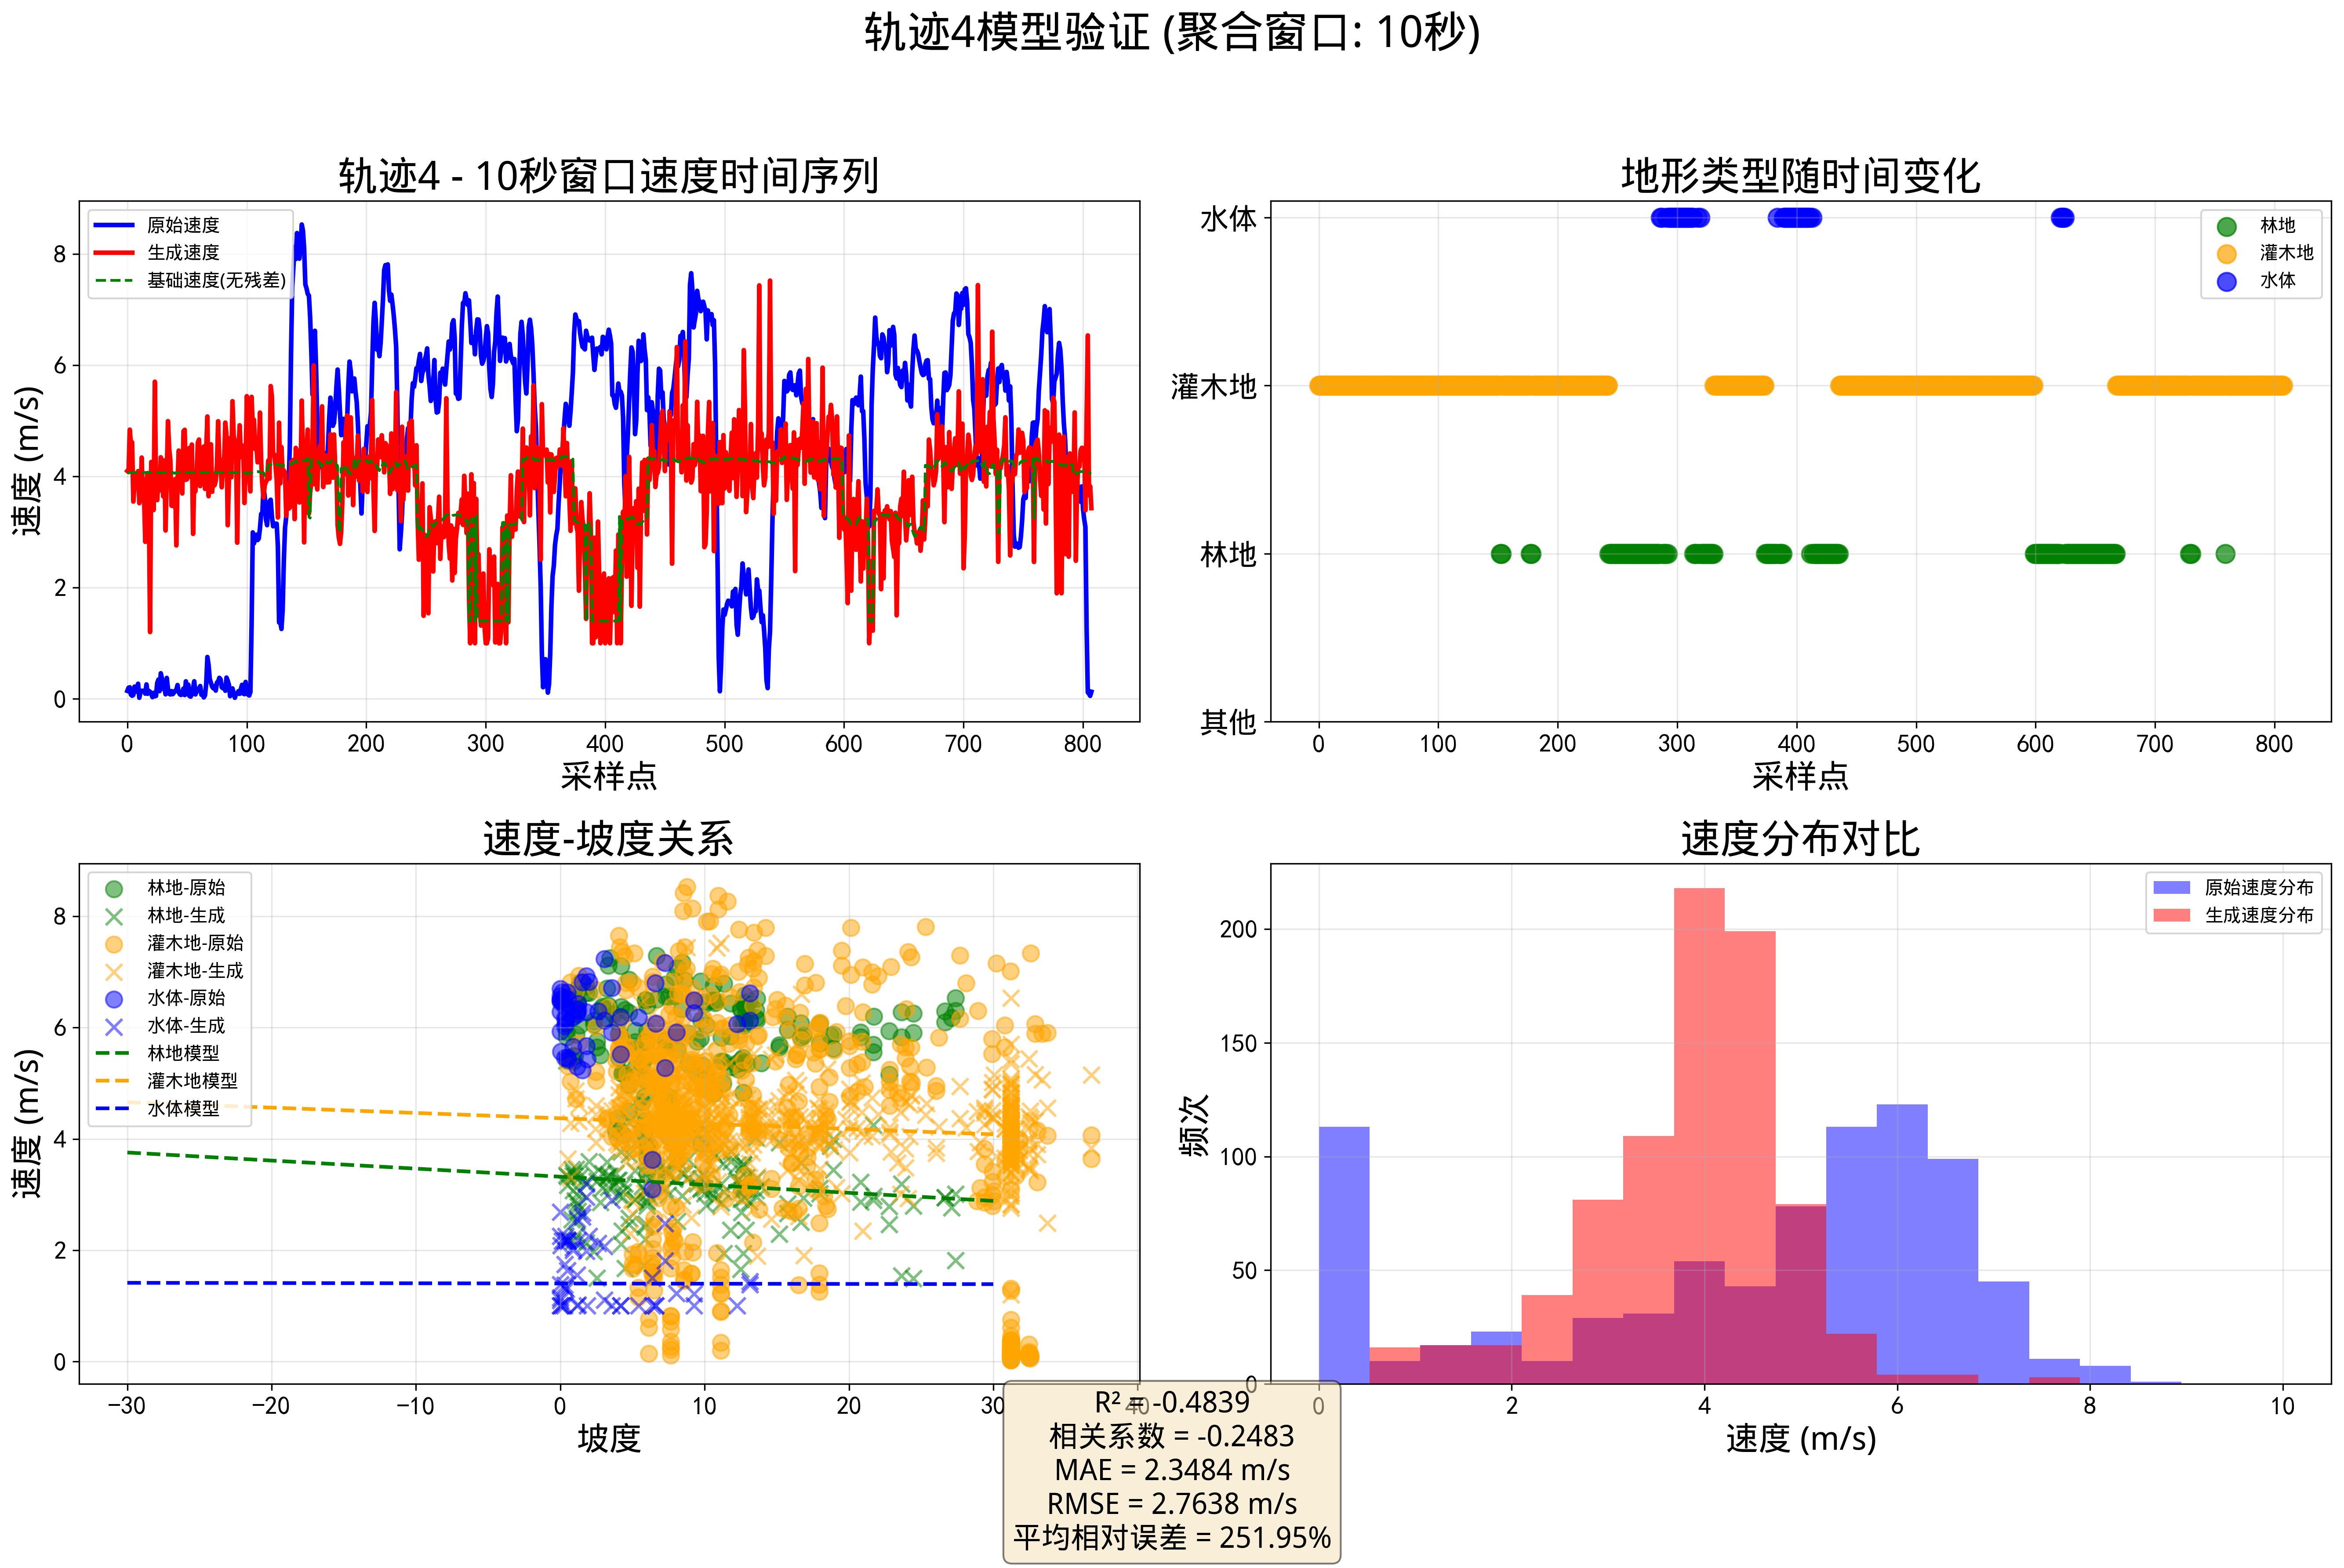 轨迹4模型验证 (聚合窗口: 10秒)
轨迹4 - 10秒窗口速度时间序列
原始速度
生成速度
基础速度(无残差)
速度 (m/s)
8
6
4
2
0
0 100 200 300 400 500 600 700 800
采样点
地形类型随时间变化
林地
灌木地
水体
水体
灌木地
林地
其他
0 100 200 300 400 500 600 700 800
采样点
速度-坡度关系
林地-原始
林地-生成
灌木地-原始
灌木地-生成
水体-原始
水体-生成
林地模型
灌木地模型
水体模型
速度 (m/s)
8
6
4
2
0
−30 −20 −10 0 10 20 30 40
坡度
速度分布对比
原始速度分布
生成速度分布
频次
200
150
100
50
0
0 2 4 6 8 10
速度 (m/s)
R² = -0.4839
相关系数 = -0.2483
MAE = 2.3484 m/s
RMSE = 2.7638 m/s
平均相对误差 = 251.95%